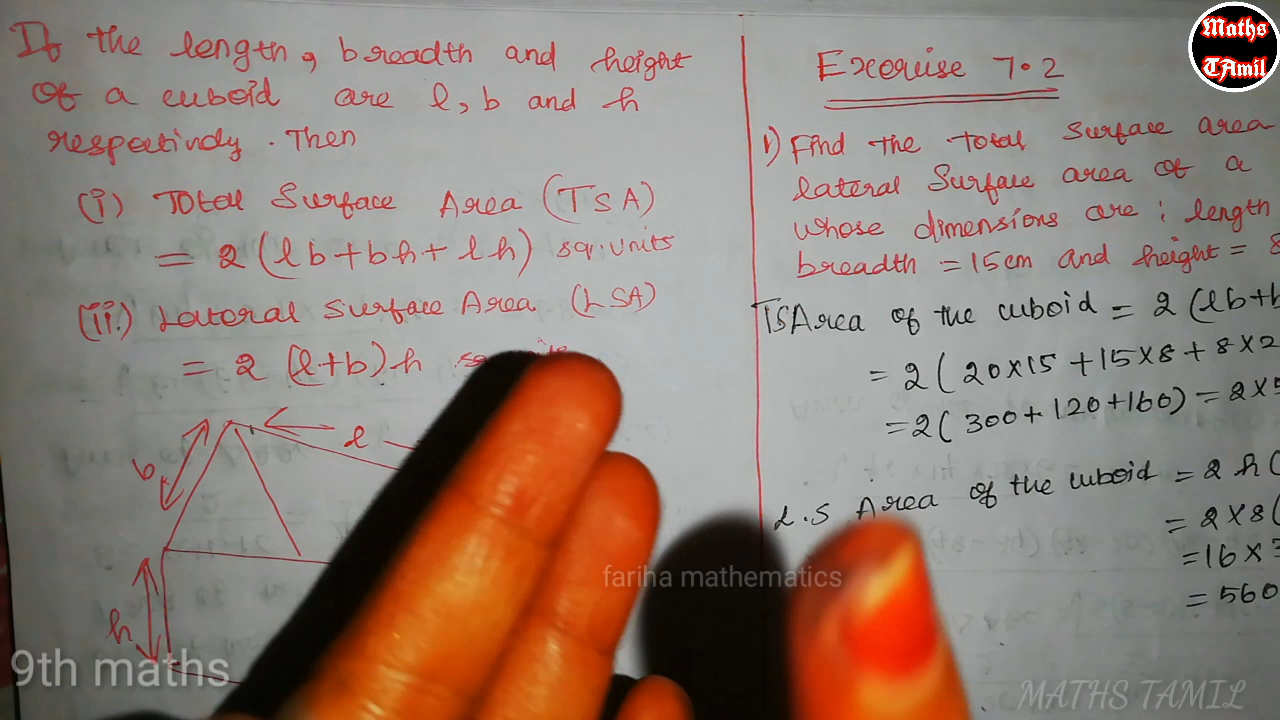 If the length, breadth and height
of a cuboid are l, b and h
respectively. Then
(i) Total Surface Area (TSA)
= 2 (lb+bh+lh) sq.units
(ii) Lateral Surface Area (LSA)
= 2 (l+b)h
l
b
h
9th maths
Maths
TAmil
Exercise 7.2
1) Find the total surface area
lateral Surface area of a
whose dimensions are : length
breadth = 15cm and height = 8
TSArea of the cuboid = 2 (lb+b
= 2( 20×15 +15×8 + 8×2
=2( 300+120+160) = 2×5
L.S Area of the cuboid = 2 h (
= 2×8(
=16×3
= 560
fariha mathematics
MATHS TAMIL